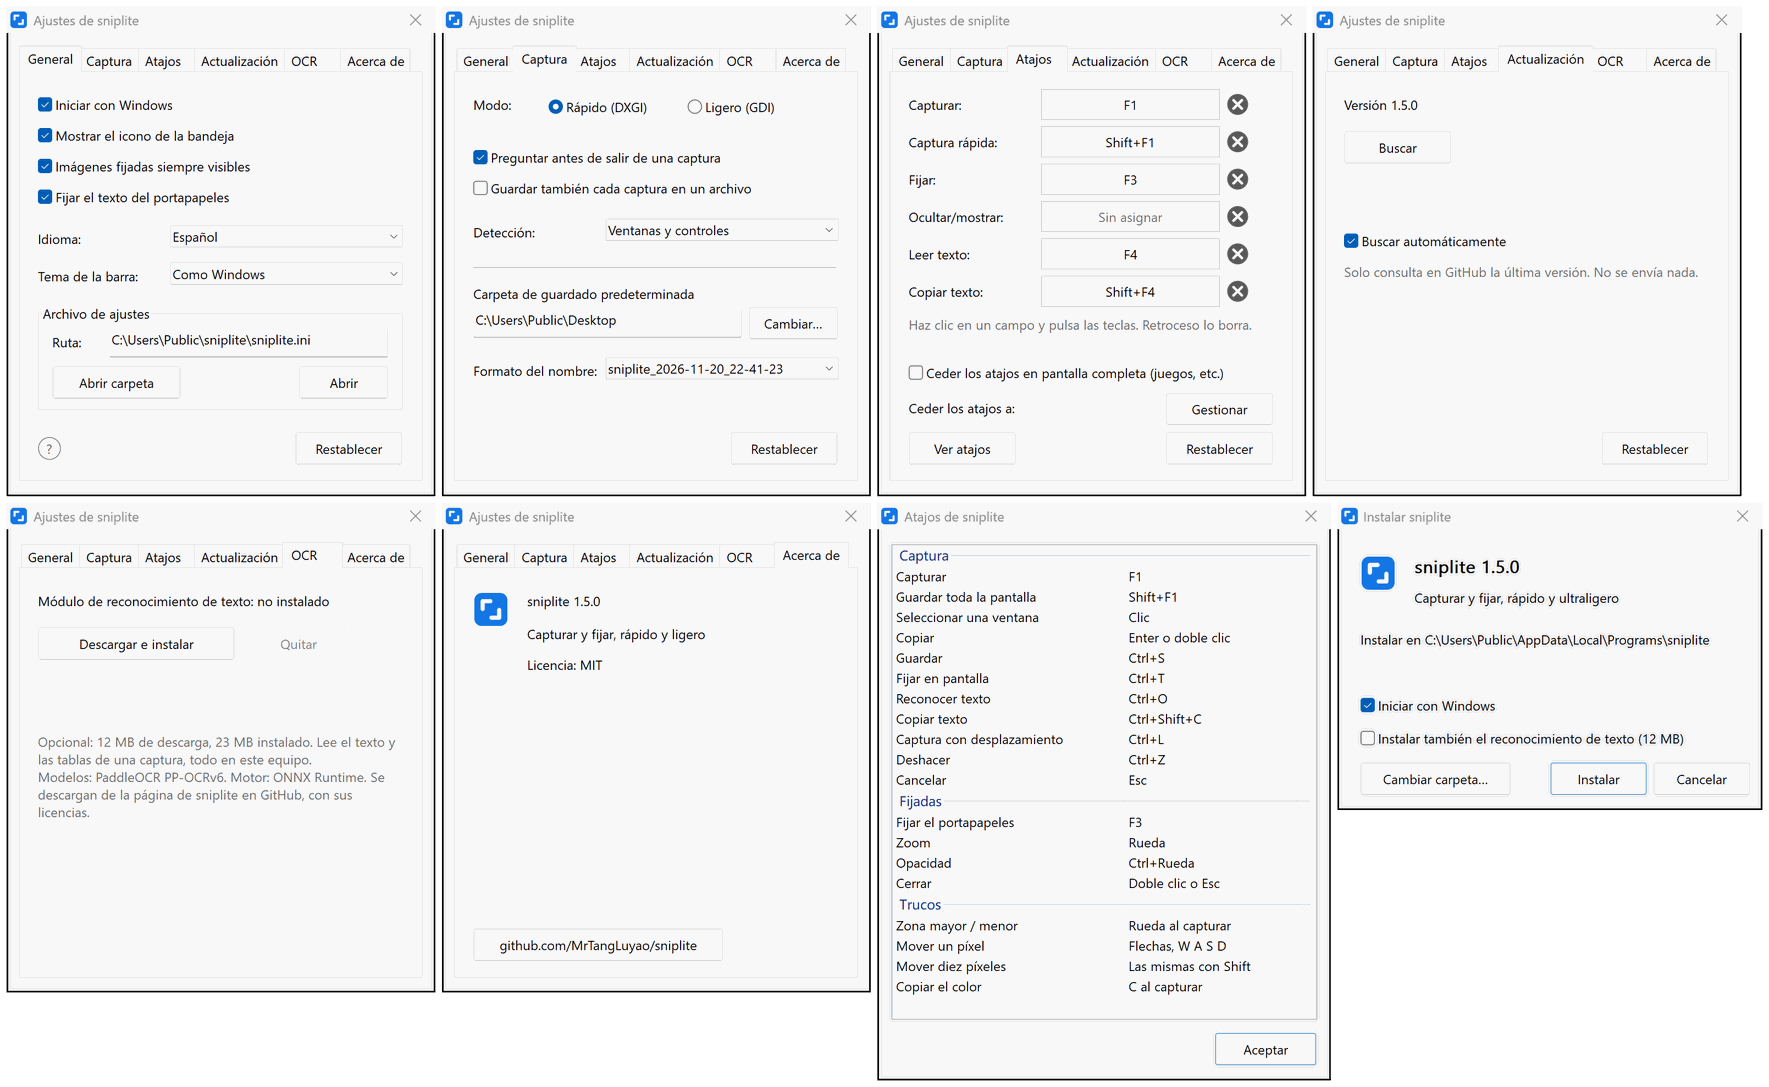 Ajustes de sniplite
General Captura Atajos Actualización OCR Acerca de
Iniciar con Windows
Mostrar el icono de la bandeja
Imágenes fijadas siempre visibles
Fijar el texto del portapapeles
Idioma: Español
Tema de la barra: Como Windows
Archivo de ajustes
Ruta: C:\Users\Public\sniplite\sniplite.ini
Abrir carpeta Abrir
? Restablecer
Ajustes de sniplite
General Captura Atajos Actualización OCR Acerca de
Modo: Rápido (DXGI) Ligero (GDI)
Preguntar antes de salir de una captura
Guardar también cada captura en un archivo
Detección: Ventanas y controles
Carpeta de guardado predeterminada
C:\Users\Public\Desktop Cambiar...
Formato del nombre: sniplite_2026-11-20_22-41-23
Restablecer
Ajustes de sniplite
General Captura Atajos Actualización OCR Acerca de
Capturar: F1
Captura rápida: Shift+F1
Fijar: F3
Ocultar/mostrar: Sin asignar
Leer texto: F4
Copiar texto: Shift+F4
Haz clic en un campo y pulsa las teclas. Retroceso lo borra.
Ceder los atajos en pantalla completa (juegos, etc.)
Ceder los atajos a: Gestionar
Ver atajos Restablecer
Ajustes de sniplite
General Captura Atajos Actualización OCR Acerca de
Versión 1.5.0
Buscar
Buscar automáticamente
Solo consulta en GitHub la última versión. No se envía nada.
Restablecer
Ajustes de sniplite
General Captura Atajos Actualización OCR Acerca de
Módulo de reconocimiento de texto: no instalado
Descargar e instalar Quitar
Opcional: 12 MB de descarga, 23 MB instalado. Lee el texto y
las tablas de una captura, todo en este equipo.
Modelos: PaddleOCR PP-OCRv6. Motor: ONNX Runtime. Se
descargan de la página de sniplite en GitHub, con sus
licencias.
Ajustes de sniplite
General Captura Atajos Actualización OCR Acerca de
sniplite 1.5.0
Capturar y fijar, rápido y ligero
Licencia: MIT
github.com/MrTangLuyao/sniplite
Atajos de sniplite
Captura
Capturar F1
Guardar toda la pantalla Shift+F1
Seleccionar una ventana Clic
Copiar Enter o doble clic
Guardar Ctrl+S
Fijar en pantalla Ctrl+T
Reconocer texto Ctrl+O
Copiar texto Ctrl+Shift+C
Captura con desplazamiento Ctrl+L
Deshacer Ctrl+Z
Cancelar Esc
Fijadas
Fijar el portapapeles F3
Zoom Rueda
Opacidad Ctrl+Rueda
Cerrar Doble clic o Esc
Trucos
Zona mayor / menor Rueda al capturar
Mover un píxel Flechas, W A S D
Mover diez píxeles Las mismas con Shift
Copiar el color C al capturar
Aceptar
Instalar sniplite
sniplite 1.5.0
Capturar y fijar, rápido y ultraligero
Instalar en C:\Users\Public\AppData\Local\Programs\sniplite
Iniciar con Windows
Instalar también el reconocimiento de texto (12 MB)
Cambiar carpeta... Instalar Cancelar